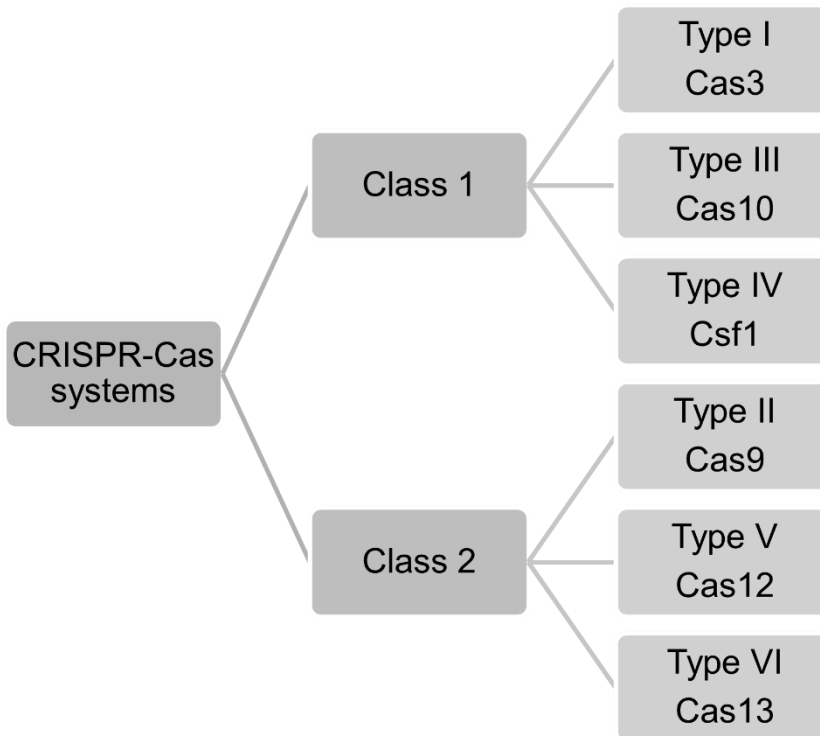 CRISPR-Cas
systems
Class 1
Type I
Cas3
Type III
Cas10
Type IV
Csf1
Class 2
Type II
Cas9
Type V
Cas12
Type VI
Cas13